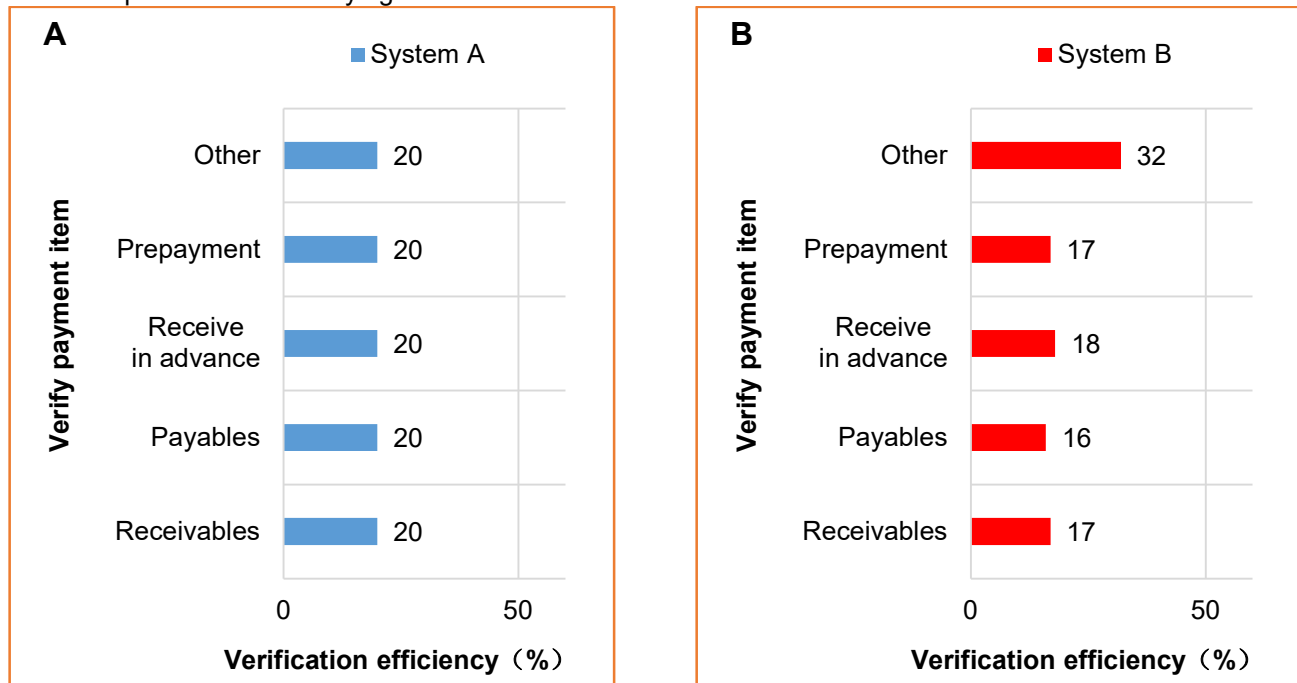 A
System A
Other
20
Prepayment
20
Receive
in advance
20
Payables
20
Receivables
20
0
50
Verify payment item
Verification efficiency（%）
B
System B
Other
32
Prepayment
17
Receive
in advance
18
Payables
16
Receivables
17
0
50
Verify payment item
Verification efficiency（%）